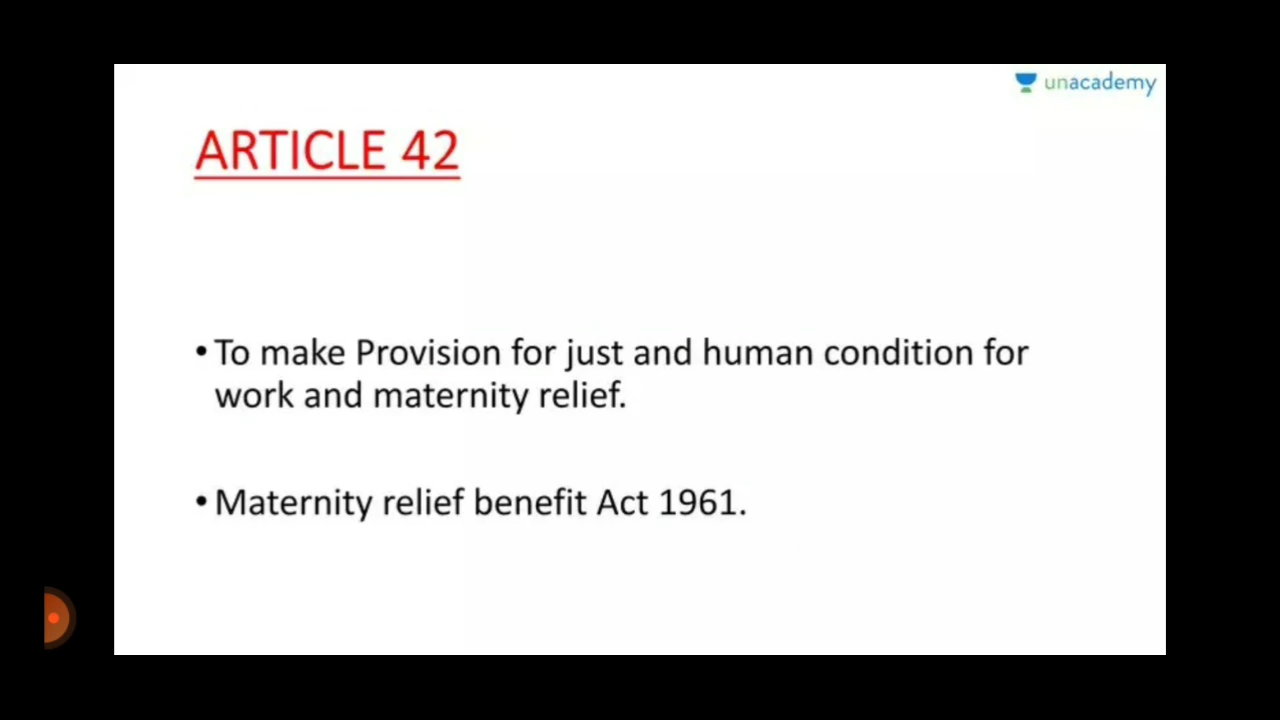 unacademy
ARTICLE 42
• To make Provision for just and human condition for
work and maternity relief.
• Maternity relief benefit Act 1961.